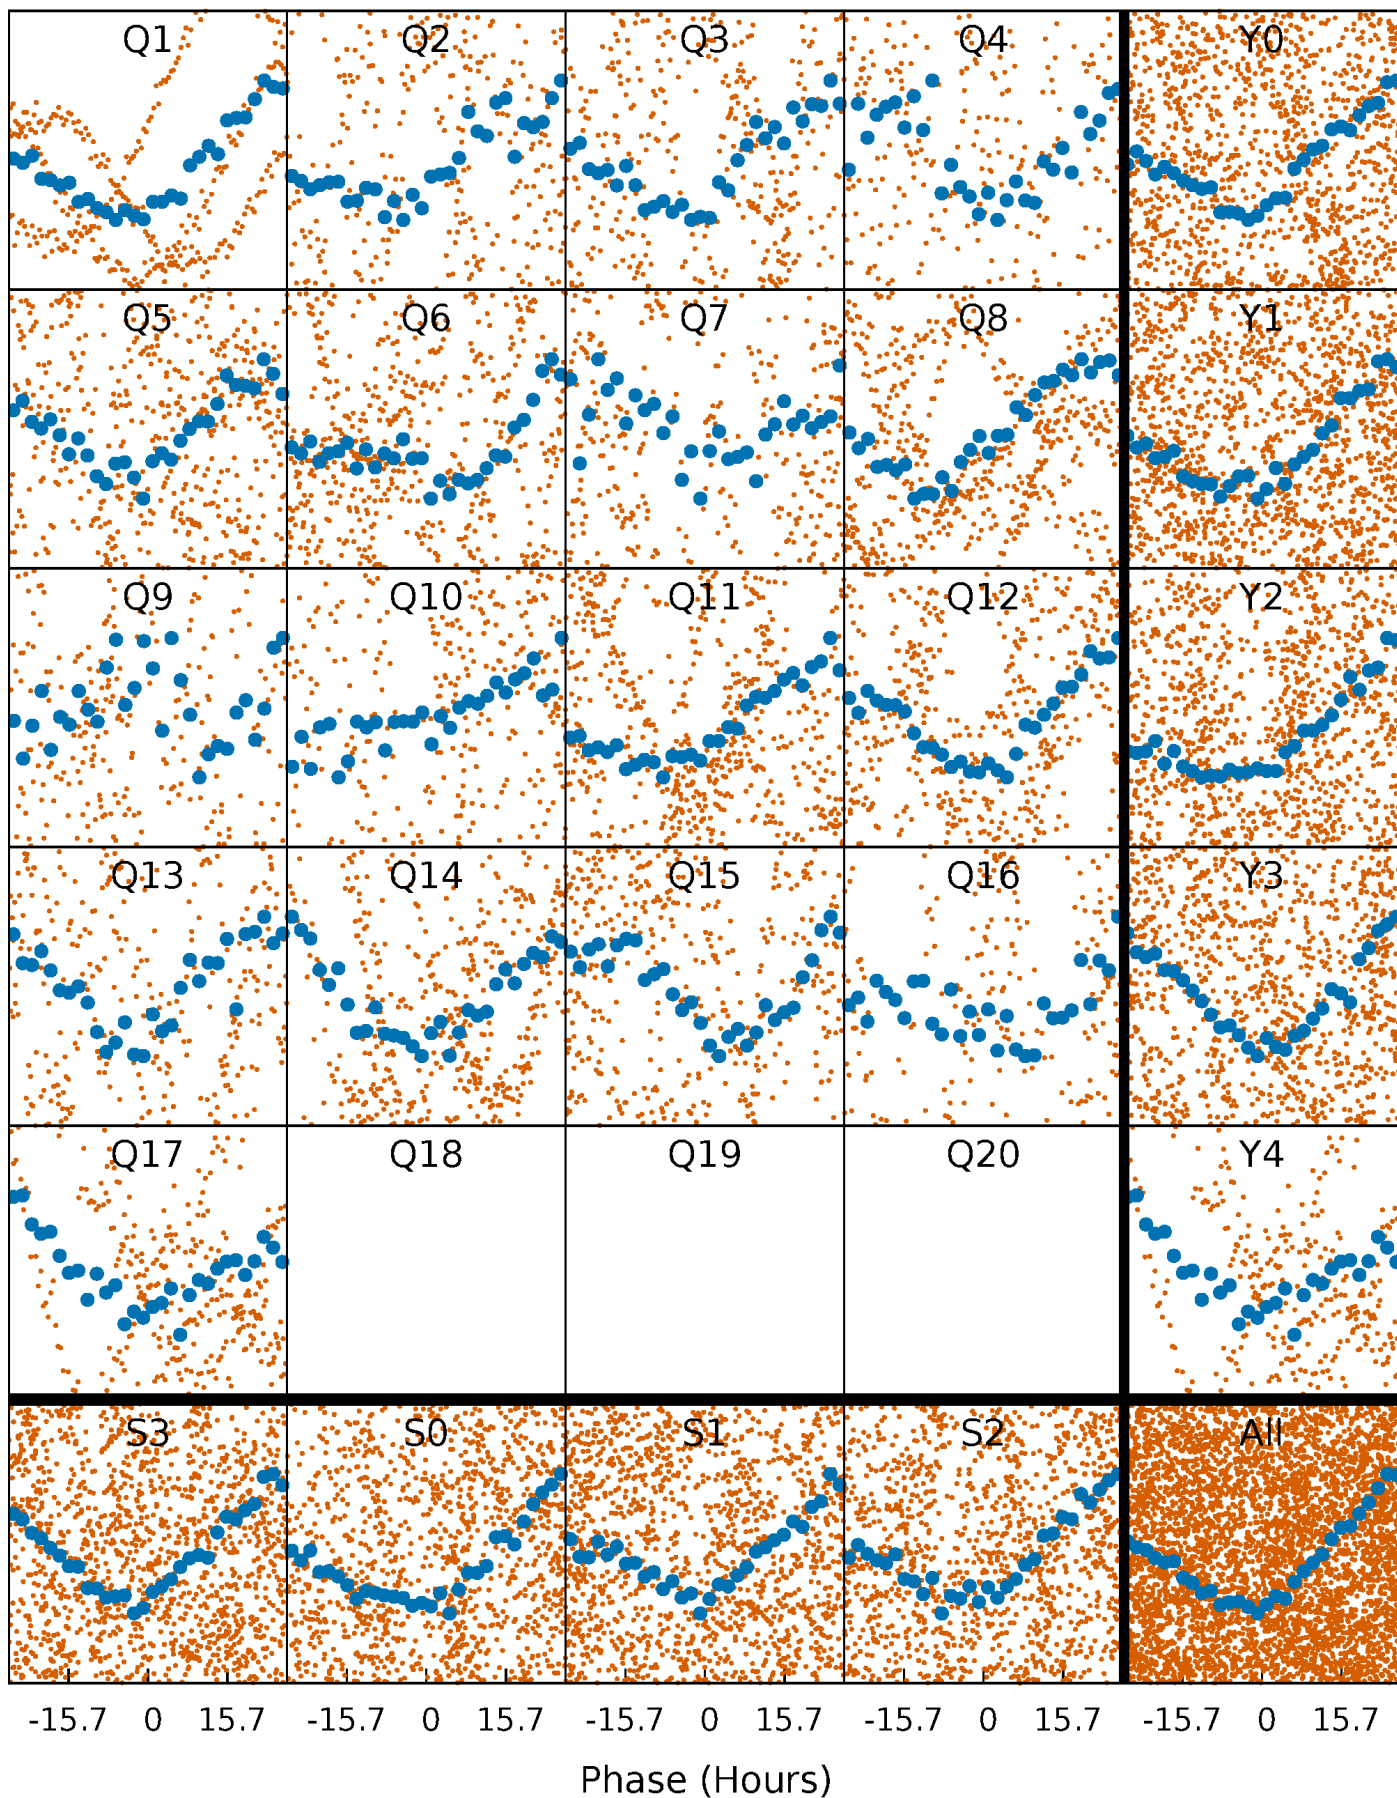 Q1 Q2 Q3 Q4 Y0
Q5 Q6 Q7 Q8 Y1
Q9 Q10 Q11 Q12 Y2
Q13 Q14 Q15 Q16 Y3
Q17 Q18 Q19 Q20 Y4
S3 S0 S1 S2 All
-15.7 0 15.7 -15.7 0 15.7 -15.7 0 15.7 -15.7 0 15.7 -15.7 0 15.7
Phase (Hours)